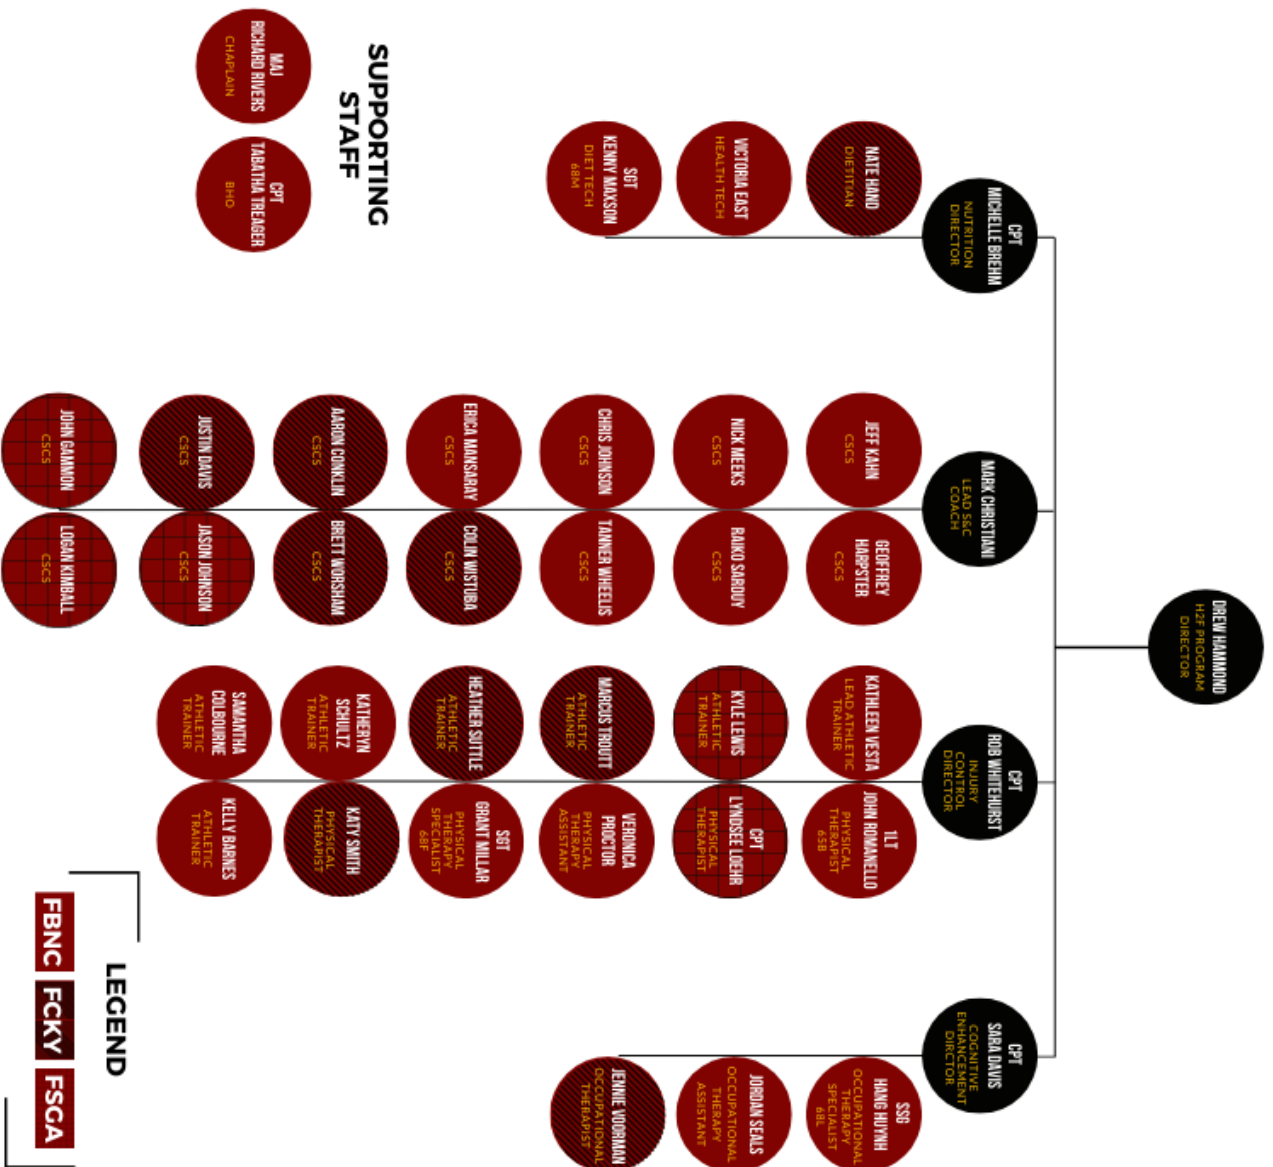 DREW HAMMOND
H2F PROGRAM
DIRECTOR
CPT
MICHELLE BREHM
NUTRITION
DIRECTOR
NATE HAND
DIETITIAN
VICTORIA EAST
HEALTH TECH
SGT
KENNY MAXSON
DIET TECH
68M
MARK CHRISTIANI
LEAD S&C
COACH
JEFF KAHN
CSCS
GEOFFREY
HARPSTER
CSCS
NICK MEEKS
CSCS
RAIKO SARDUY
CSCS
CHRIS JOHNSON
CSCS
TANNER WHEELIS
CSCS
ERICA MANSARAY
CSCS
COLIN WISTUBA
CSCS
AARON CONKLIN
CSCS
BRETT WORSHAM
CSCS
JUSTIN DAVIS
CSCS
JASON JOHNSON
CSCS
JOHN GAMMON
CSCS
LOGAN KIMBALL
CSCS
CPT
ROB WHITEHURST
INJURY
CONTROL
DIRECTOR
KATHLEEN VESTA
LEAD ATHLETIC
TRAINER
1LT
JOHN ROMANELLO
PHYSICAL
THERAPIST
65B
KYLE LEWIS
ATHLETIC
TRAINER
CPT
LYNDSEE LOEHR
PHYSICAL
THERAPIST
MARCUS TROUTT
ATHLETIC
TRAINER
VERONICA
PROCTOR
PHYSICAL
THERAPY
ASSISTANT
HEATHER SUTTLE
ATHLETIC
TRAINER
SGT
GRANT MILLAR
PHYSICAL
THERAPY
SPECIALIST
68F
KATHERYN
SCHULTZ
ATHLETIC
TRAINER
KATY SMITH
PHYSICAL
THERAPIST
SAMANTHA
COLBOURNE
ATHLETIC
TRAINER
KELLY BARNES
ATHLETIC
TRAINER
CPT
SARA DAVIS
COGNITIVE
ENHANCEMENT
DIRCTOR
SSG
HANG HUYNH
OCCUPATIONAL
THERAPY
SPECIALIST
68L
JORDAN SEALS
OCCUPATIONAL
THERAPY
ASSISTANT
JENNIE VOORMAN
OCCUPATIONAL
THERAPIST
SUPPORTING
STAFF
MAJ
RICHARD RIVERS
CHAPLAIN
CPT
TABATHA TREAGER
BHO
LEGEND
FBNC FCKY FSGA